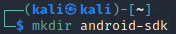 ┌──(kali㉿kali)-[~]
└─$ mkdir android-sdk